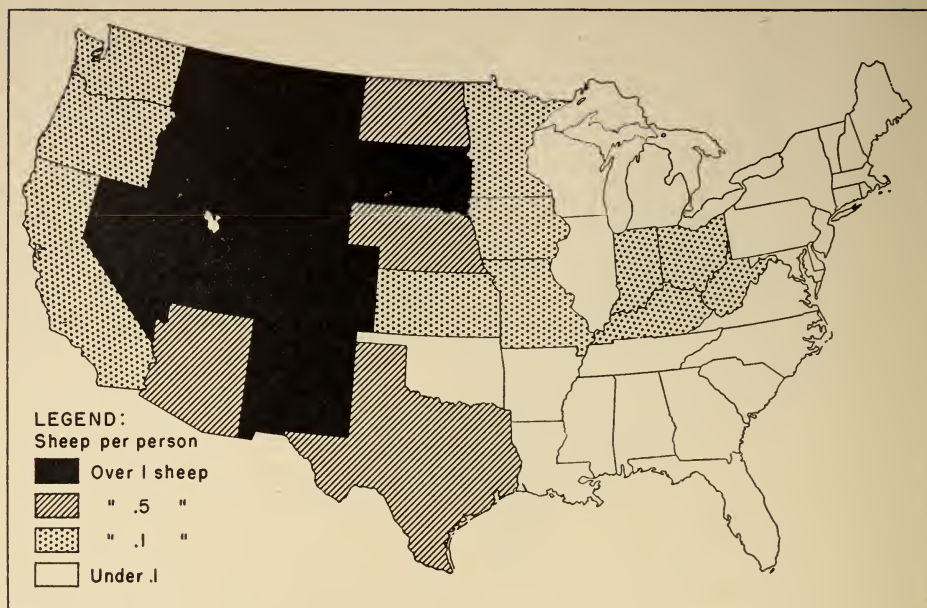 LEGEND:
Sheep per person
Over 1 sheep
" .5 "
" .1 "
Under .1